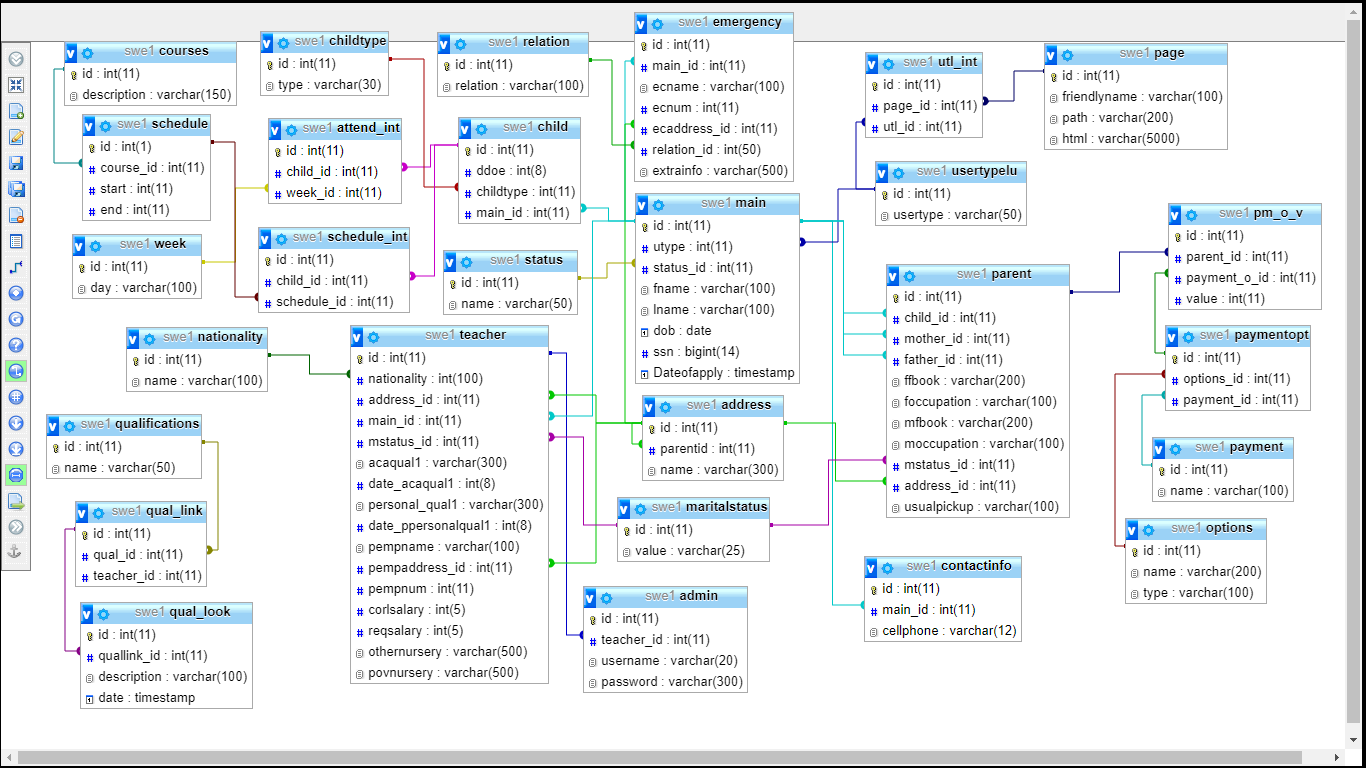 swe1 courses
id : int(11)
description : varchar(150)
swe1 schedule
id : int(1)
course_id : int(11)
start : int(11)
end : int(11)
swe1 week
id : int(11)
day : varchar(100)
swe1 childtype
id : int(11)
type : varchar(30)
swe1 attend_int
id : int(11)
child_id : int(11)
week_id : int(11)
swe1 schedule_int
id : int(11)
child_id : int(11)
schedule_id : int(11)
swe1 relation
id : int(11)
relation : varchar(100)
swe1 child
id : int(11)
ddoe : int(8)
childtype : int(11)
main_id : int(11)
swe1 status
id : int(11)
name : varchar(50)
swe1 emergency
id : int(11)
main_id : int(11)
ecname : varchar(100)
ecnum : int(11)
ecaddress_id : int(11)
relation_id : int(50)
extrainfo : varchar(500)
swe1 main
id : int(11)
utype : int(11)
status_id : int(11)
fname : varchar(100)
lname : varchar(100)
dob : date
ssn : bigint(14)
Dateofapply : timestamp
swe1 utl_int
id : int(11)
page_id : int(11)
utl_id : int(11)
swe1 page
id : int(11)
friendlyname : varchar(100)
path : varchar(200)
html : varchar(5000)
swe1 usertypelu
id : int(11)
usertype : varchar(50)
swe1 pm_o_v
id : int(11)
parent_id : int(11)
payment_o_id : int(11)
value : int(11)
swe1 parent
id : int(11)
child_id : int(11)
mother_id : int(11)
father_id : int(11)
ffbook : varchar(200)
foccupation : varchar(100)
mfbook : varchar(200)
moccupation : varchar(100)
mstatus_id : int(11)
address_id : int(11)
usualpickup : varchar(100)
swe1 paymentopt
id : int(11)
options_id : int(11)
payment_id : int(11)
swe1 payment
id : int(11)
name : varchar(100)
swe1 options
id : int(11)
name : varchar(200)
type : varchar(100)
swe1 nationality
id : int(11)
name : varchar(100)
swe1 qualifications
id : int(11)
name : varchar(50)
swe1 qual_link
id : int(11)
qual_id : int(11)
teacher_id : int(11)
swe1 qual_look
id : int(11)
quallink_id : int(11)
description : varchar(100)
date : timestamp
swe1 teacher
id : int(11)
nationality : int(100)
address_id : int(11)
main_id : int(11)
mstatus_id : int(11)
acaqual1 : varchar(300)
date_acaqual1 : int(8)
personal_qual1 : varchar(300)
date_ppersonalqual1 : int(8)
pempname : varchar(100)
pempaddress_id : int(11)
pempnum : int(11)
corlsalary : int(5)
reqsalary : int(5)
othernursery : varchar(500)
povnursery : varchar(500)
swe1 address
id : int(11)
parentid : int(11)
name : varchar(300)
swe1 maritalstatus
id : int(11)
value : varchar(25)
swe1 admin
id : int(11)
teacher_id : int(11)
username : varchar(20)
password : varchar(300)
swe1 contactinfo
id : int(11)
main_id : int(11)
cellphone : varchar(12)